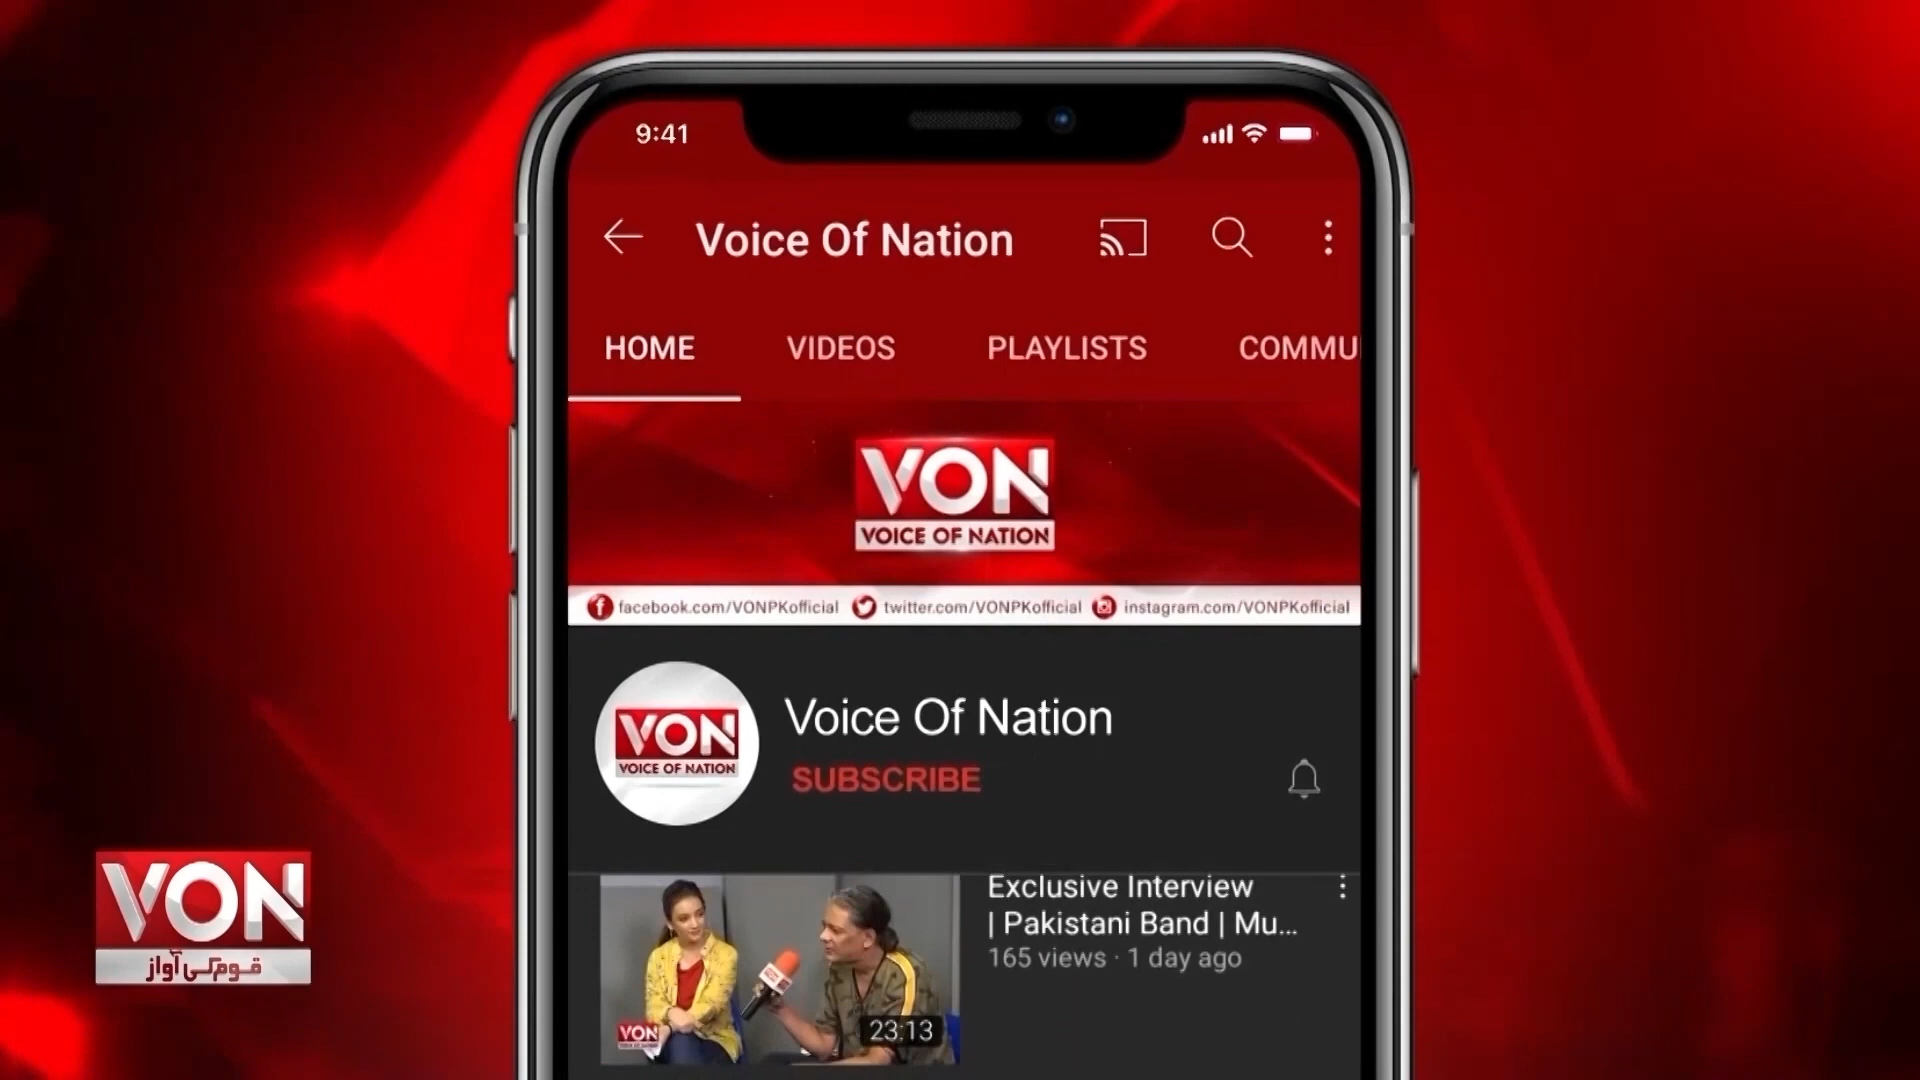 9:41
Voice Of Nation
HOME VIDEOS PLAYLISTS COMMU
VON
VOICE OF NATION
facebook.com/VONPKofficial twitter.com/VONPKofficial instagram.com/VONPKofficial
VON
VOICE OF NATION
Voice Of Nation
SUBSCRIBE
Exclusive Interview
| Pakistani Band | Mu...
165 views · 1 day ago
VON
23:13
VON
قوم کی آواز